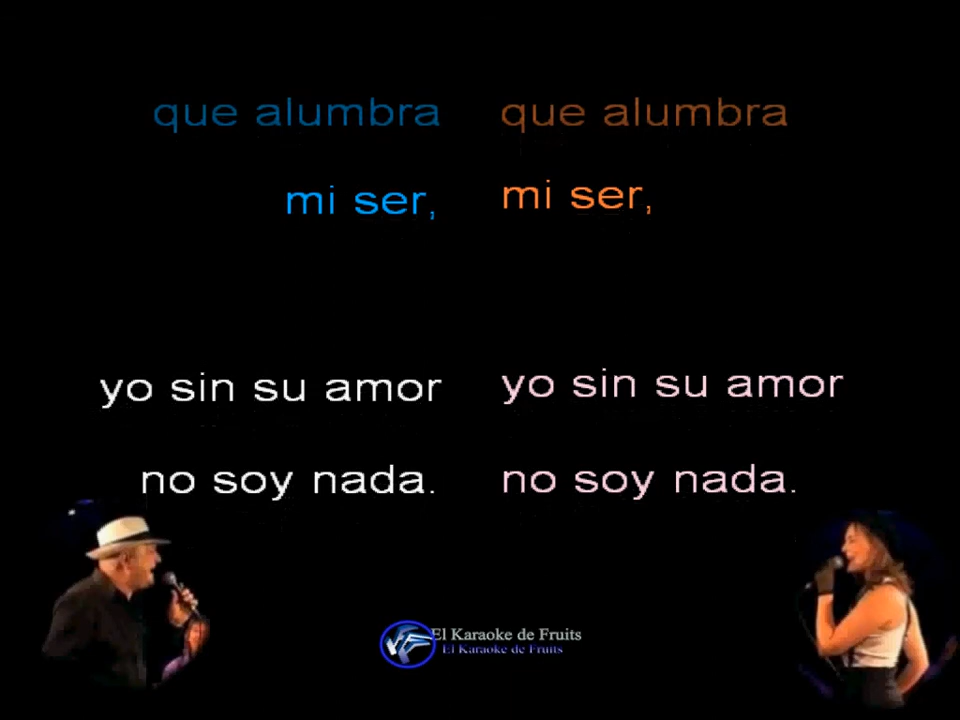 que alumbra
mi ser,
yo sin su amor
no soy nada.
que alumbra
mi ser,
yo sin su amor
no soy nada.
El Karaoke de Fruits
El Karaoke de Fruits